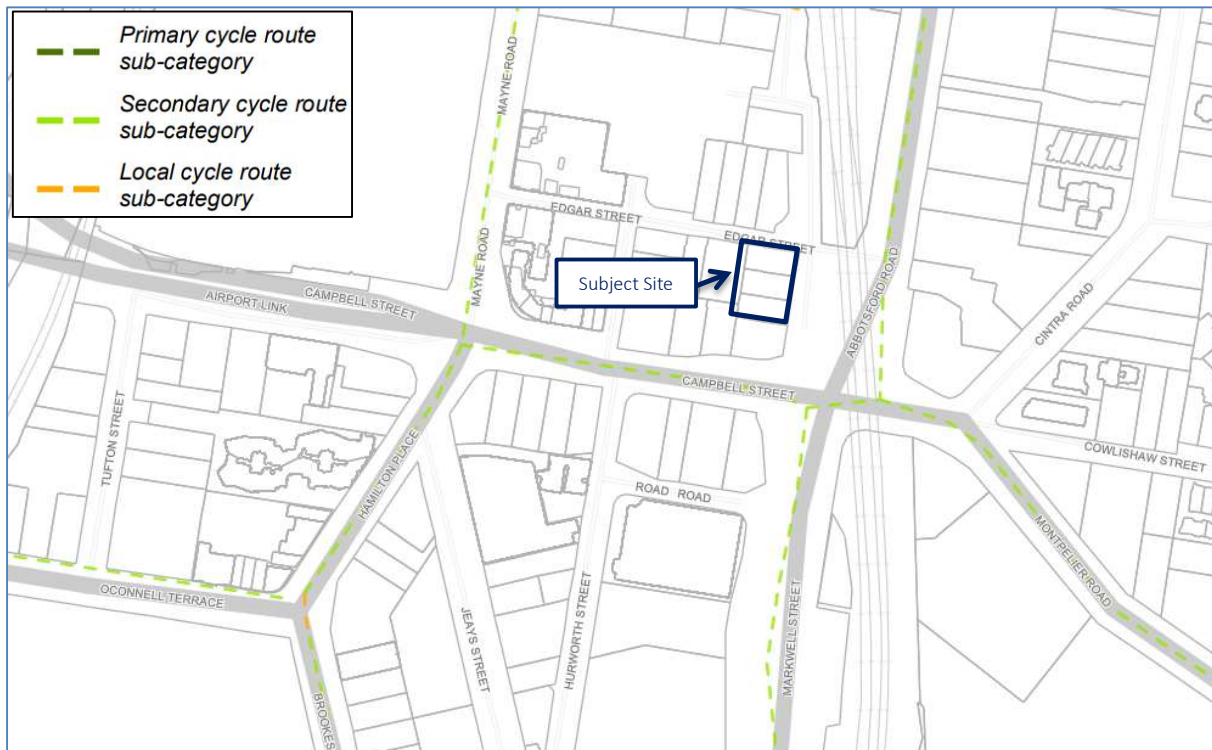 Primary cycle route
sub-category
Secondary cycle route
sub-category
Local cycle route
sub-category
MAYNE ROAD
EDGAR STREET
EDGAR STREET
Subject Site
MAYNE ROAD
ABBOTSFORD ROAD
CINTRA ROAD
CAMPBELL STREET
AIRPORT LINK
CAMPBELL STREET
TUFTON STREET
HAMILTON PLACE
COWLISHAW STREET
ROAD ROAD
OCONNELL TERRACE
JEAYS STREET
HURWORTH STREET
MARKWELL STREET
MONTPELIER ROAD
BROOKES